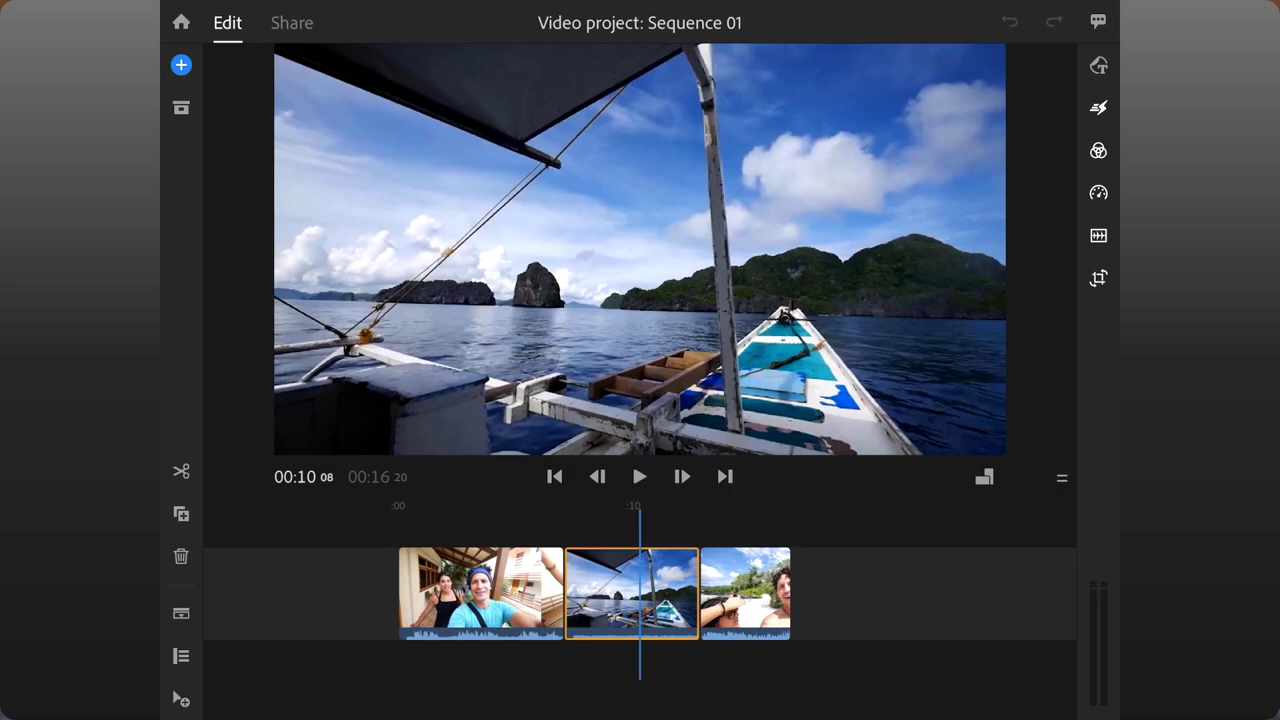 Edit
Share
Video project: Sequence 01
00:10 08
00:16 20
:00
:10